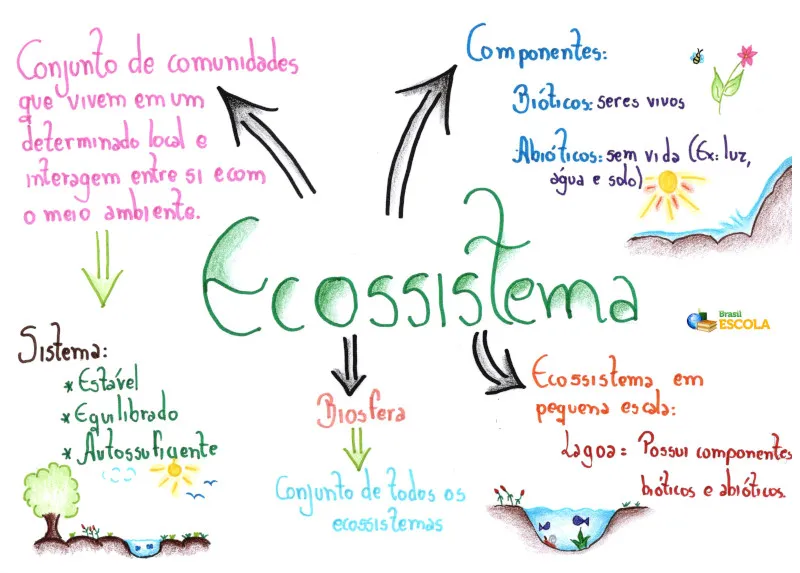 Conjunto de comunidades
que vivem em um
determinado local e
interagem entre si e com
o meio ambiente.
Componentes:
Bióticos: seres vivos
Abióticos: sem vida (Ex: luz,
água e solo)
Ecossistema
Brasil
ESCOLA
Sistema:
* Estável
* Equilibrado
* Autossuficente
Biosfera
Conjunto de todos os
ecossistemas
Ecossistema em
pequena escala:
Lagoa = Possui componentes
bióticos e abióticos.